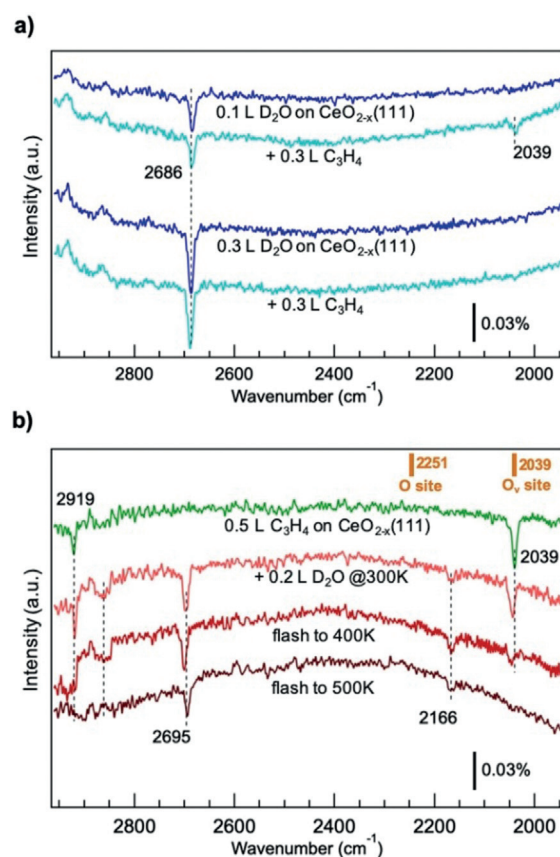 a)
0.1 L D₂O on CeO₂₋ₓ(111)
+ 0.3 L C₃H₄
2686
2039
0.3 L D₂O on CeO₂₋ₓ(111)
+ 0.3 L C₃H₄
0.03%
Intensity (a.u.)
2800 2600 2400 2200 2000
Wavenumber (cm⁻¹)
b)
2251 2039
O site Oᵥ site
2919
0.5 L C₃H₄ on CeO₂₋ₓ(111)
2039
+ 0.2 L D₂O @300K
flash to 400K
flash to 500K
2695
2166
0.03%
Intensity (a.u.)
2800 2600 2400 2200 2000
Wavenumber (cm⁻¹)